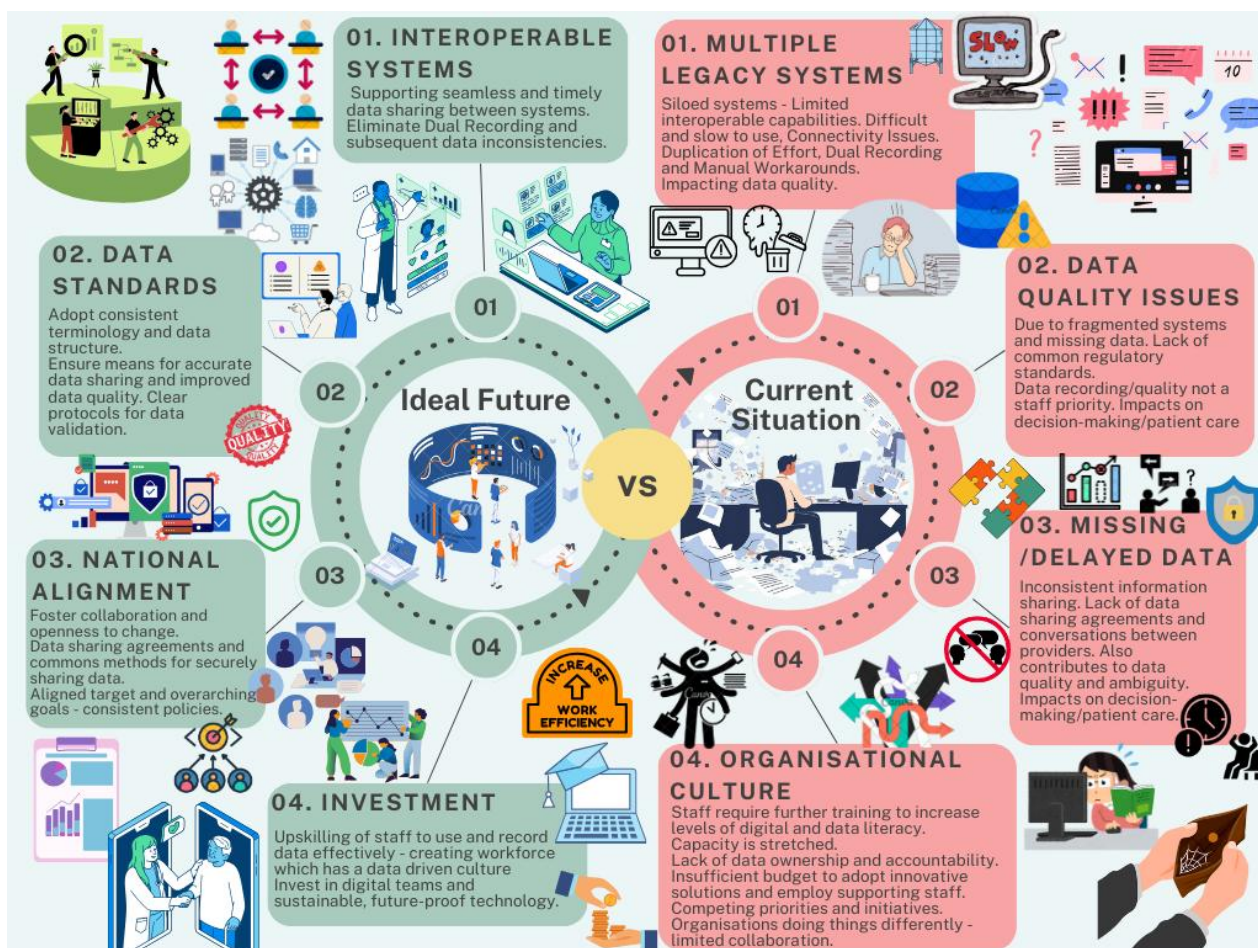 01. INTEROPERABLE
SYSTEMS
Supporting seamless and timely
data sharing between systems.
Eliminate Dual Recording and
subsequent data inconsistencies.
01. MULTIPLE
LEGACY SYSTEMS
Siloed systems - Limited
interoperable capabilities. Difficult
and slow to use, Connectivity Issues.
Duplication of Effort, Dual Recording
and Manual Workarounds.
Impacting data quality.
SLOW
10
!!!
02. DATA
STANDARDS
Adopt consistent
terminology and data
structure.
Ensure means for accurate
data sharing and improved
data quality. Clear
protocols for data
validation.
QUALITY
QUALITY
QUALITY
02. DATA
QUALITY ISSUES
Due to fragmented systems
and missing data. Lack of
common regulatory
standards.
Data recording/quality not a
staff priority. Impacts on
decision-making/patient care
01
02
03
04
Ideal Future
VS
Current
Situation
01
02
03
04
03. NATIONAL
ALIGNMENT
Foster collaboration and
openness to change.
Data sharing agreements and
commons methods for securely
sharing data.
Aligned target and overarching
goals - consistent policies.
03. MISSING
/DELAYED DATA
Inconsistent information
sharing. Lack of data
sharing agreements and
conversations between
providers. Also
contributes to data
quality and ambiguity.
Impacts on decision-
making/patient care.
INCREASE
WORK
EFFICIENCY
Canva
04. INVESTMENT
Upskilling of staff to use and record
data effectively - creating workforce
which has a data driven culture
Invest in digital teams and
sustainable, future-proof technology.
04. ORGANISATIONAL
CULTURE
Staff require further training to increase
levels of digital and data literacy.
Capacity is stretched.
Lack of data ownership and accountability.
Insufficient budget to adopt innovative
solutions and employ supporting staff.
Competing priorities and initiatives.
Organisations doing things differently -
limited collaboration.